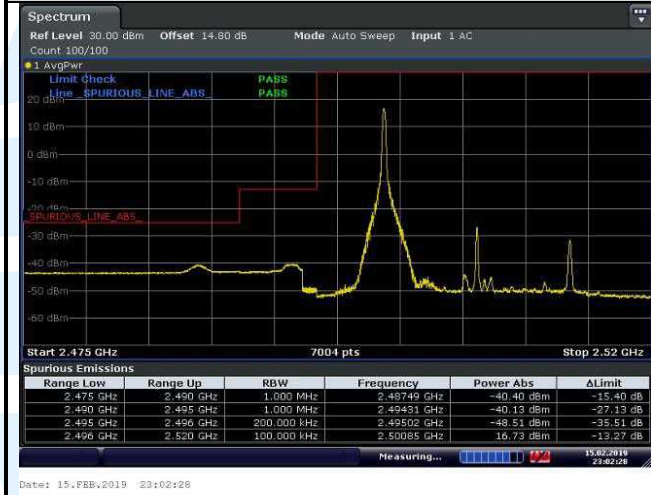 Spectrum
Ref Level 30.00 dBm Offset 14.80 dB Mode Auto Sweep Input 1 AC
Count 100/100
1 AvgPwr
Limit Check PASS
Line _SPURIOUS_LINE_ABS_ PASS
20 dBm
10 dBm
0 dBm
-10 dBm
-20 dBm
_SPURIOUS_LINE_ABS_
-30 dBm
-40 dBm
-50 dBm
-60 dBm
Start 2.475 GHz 7004 pts Stop 2.52 GHz
Spurious Emissions
Range Low Range Up RBW Frequency Power Abs ΔLimit
2.475 GHz 2.490 GHz 1.000 MHz 2.48749 GHz -40.40 dBm -15.40 dB
2.490 GHz 2.495 GHz 1.000 MHz 2.49431 GHz -40.13 dBm -27.13 dB
2.495 GHz 2.496 GHz 200.000 kHz 2.49502 GHz -48.51 dBm -35.51 dB
2.496 GHz 2.520 GHz 100.000 kHz 2.50085 GHz 16.73 dBm -13.27 dB
Measuring... 15.02.2019
23:02:28
Date: 15.FEB.2019 23:02:28